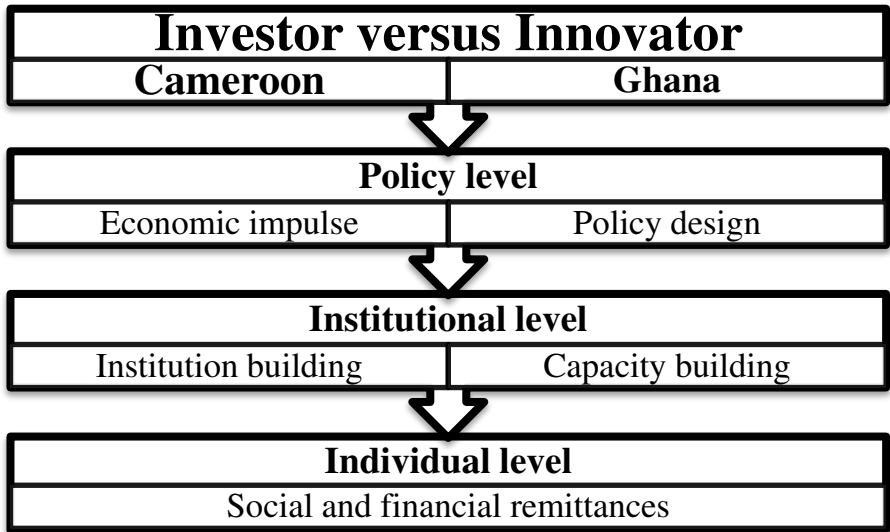 Investor versus Innovator
Cameroon Ghana
Policy level
Economic impulse Policy design
Institutional level
Institution building Capacity building
Individual level
Social and financial remittances